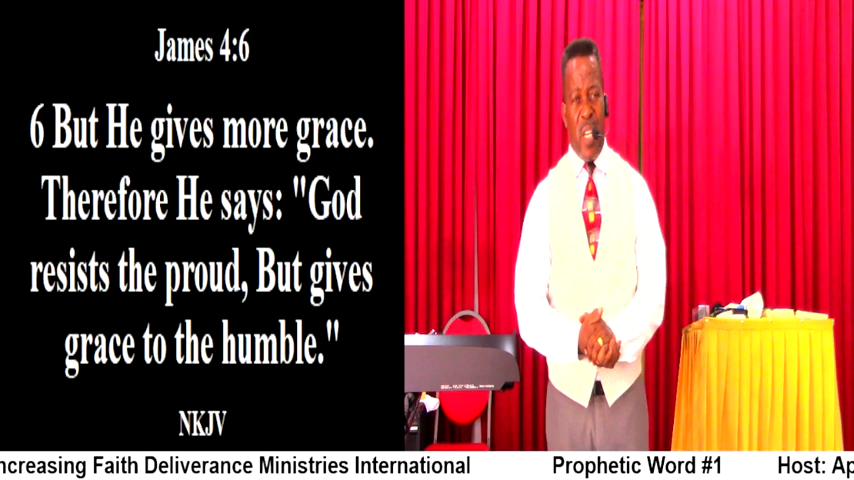 James 4:6
6 But He gives more grace.
Therefore He says: "God
resists the proud, But gives
grace to the humble."
NKJV
ncreasing Faith Deliverance Ministries International Prophetic Word #1 Host: Ap